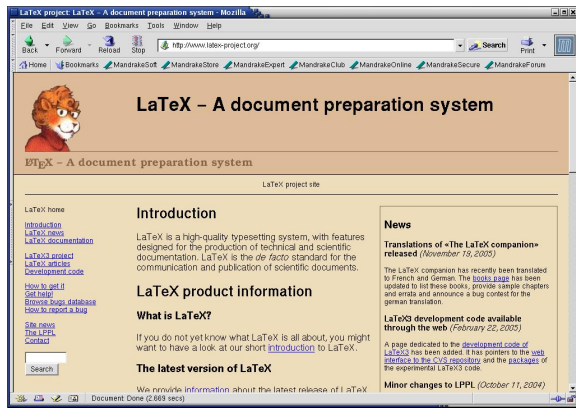 LaTeX project: LaTeX – A document preparation system - Mozilla
File Edit View Go Bookmarks Tools Window Help
Back Forward Reload Stop http://www.latex-project.org/ Search Print
Home Bookmarks MandrakeSoft MandrakeStore MandrakeExpert MandrakeClub MandrakeOnline MandrakeSecure MandrakeForum
LaTeX – A document preparation system
LATEX – A document preparation system
LaTeX project site
LaTeX home
Introduction
LaTeX news
LaTeX documentation
LaTeX3 project
LaTeX articles
Development code
How to get it
Get help!
Browse bugs database
How to report a bug
Site news
The LPPL
Contact
Search
Introduction
LaTeX is a high-quality typesetting system, with features
designed for the production of technical and scientific
documentation. LaTeX is the de facto standard for the
communication and publication of scientific documents.
LaTeX product information
What is LaTeX?
If you do not yet know what LaTeX is all about, you might
want to have a look at our short introduction to LaTeX.
The latest version of LaTeX
We provide information about the latest release of LaTeX
News
Translations of «The LaTeX companion»
released (November 19, 2005)
The LaTeX companion has recently been translated
to French and German. The books page has been
updated to list these books, provide sample chapters
and errata and announce a bug contest for the
german translation.
LaTeX3 development code available
through the web (February 22, 2005)
A page dedicated to the development code of
LaTeX3 has been added. It has pointers to the web
interface to the CVS repository and the packages of
the experimental LaTeX3 code.
Minor changes to LPPL (October 11, 2004)
Document: Done (2.669 secs)